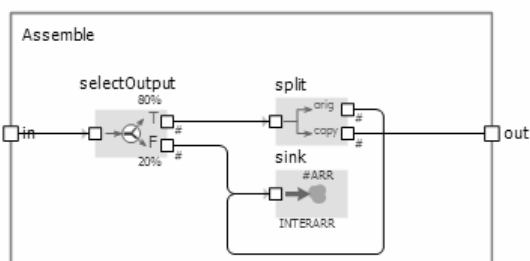 Assemble
selectOutput
80%
T
#
F
#
20%
in
split
orig
#
copy
#
out
sink
#ARR
INTERARR